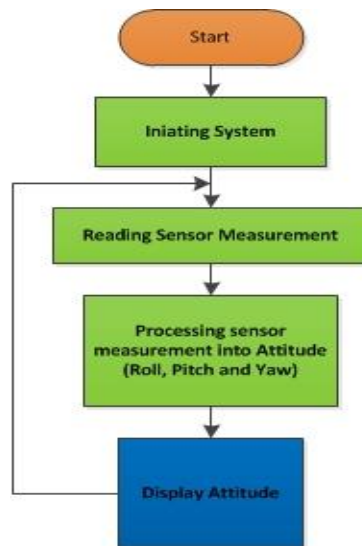 Start
Iniating System
Reading Sensor Measurement
Processing sensor
measurement into Attitude
(Roll, Pitch and Yaw)
Display Attitude